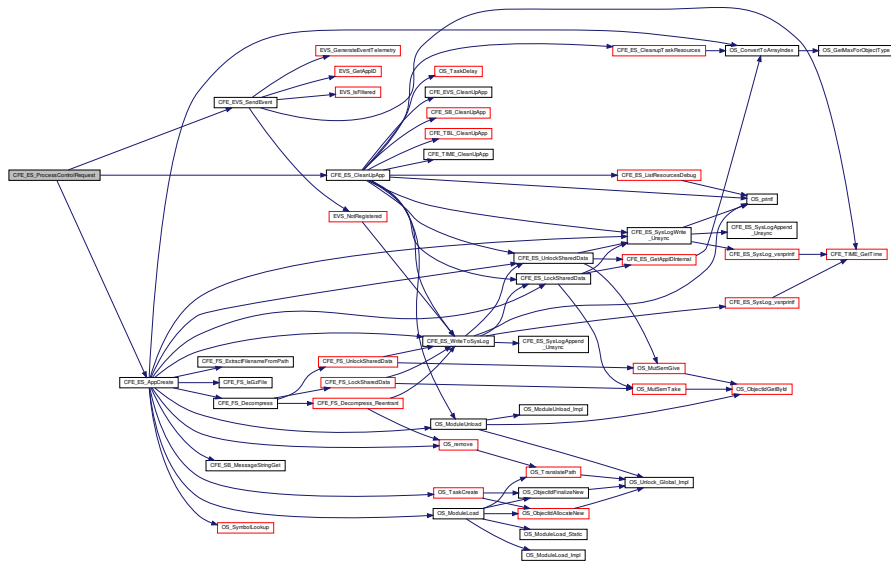 EVS_GenerateEventTelemetry
CFE_ES_CleanupTaskResources
OS_ConvertToArrayIndex
OS_GetMaxForObjectType
EVS_GetAppID
OS_TaskDelay
EVS_IsFiltered
CFE_EVS_CleanUpApp
CFE_EVS_SendEvent
CFE_SB_CleanUpApp
CFE_TBL_CleanUpApp
CFE_TIME_CleanUpApp
CFE_ES_ProcessControlRequest
CFE_ES_CleanUpApp
CFE_ES_ListResourcesDebug
OS_printf
EVS_NotRegistered
CFE_ES_SysLogWrite
_Unsync
CFE_ES_SysLogAppend
_Unsync
CFE_ES_UnlockSharedData
CFE_ES_GetAppIDInternal
CFE_ES_SysLog_vsnprintf
CFE_TIME_GetTime
CFE_ES_LockSharedData
CFE_ES_SysLog_vsnprintf
CFE_ES_WriteToSysLog
CFE_ES_SysLogAppend
_Unsync
CFE_FS_ExtractFilenameFromPath
CFE_FS_UnlockSharedData
OS_MutSemGive
CFE_ES_AppCreate
CFE_FS_IsGzFile
CFE_FS_LockSharedData
OS_MutSemTake
OS_ObjectIdGetById
CFE_FS_Decompress
CFE_FS_Decompress_Reentrant
OS_ModuleUnload_Impl
OS_ModuleUnload
OS_remove
CFE_SB_MessageStringGet
OS_TranslatePath
OS_Unlock_Global_Impl
OS_TaskCreate
OS_ObjectIdFinalizeNew
OS_ModuleLoad
OS_ObjectIdAllocateNew
OS_SymbolLookup
OS_ModuleLoad_Static
OS_ModuleLoad_Impl